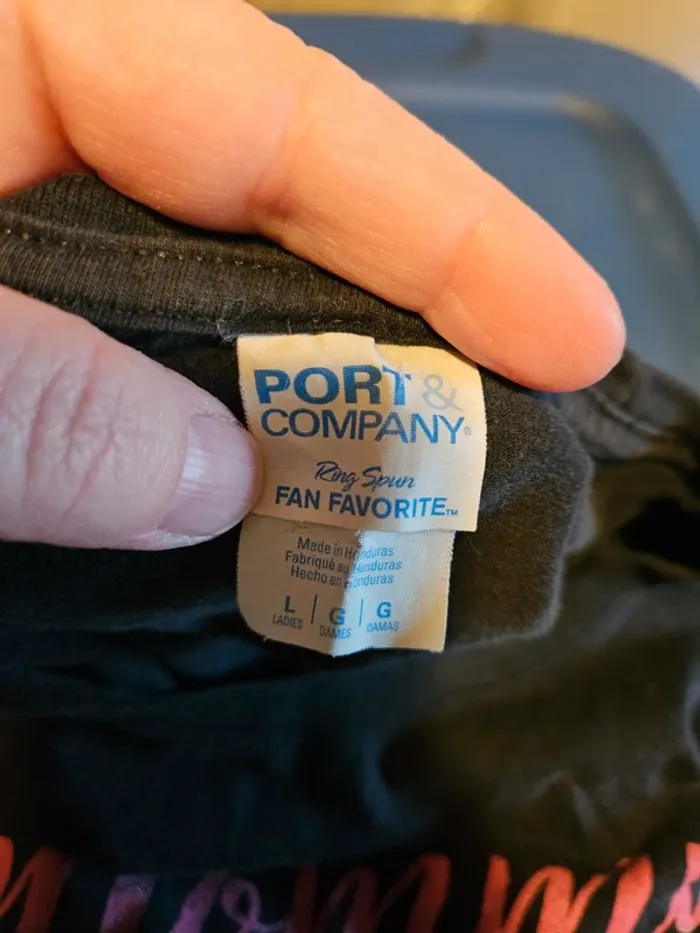 PORT &
COMPANY®
Ring Spun
FAN FAVORITE™
Made in Honduras
Fabriqué au Honduras
Hecho en Honduras
L | G | G
LADIES DAMES DAMAS